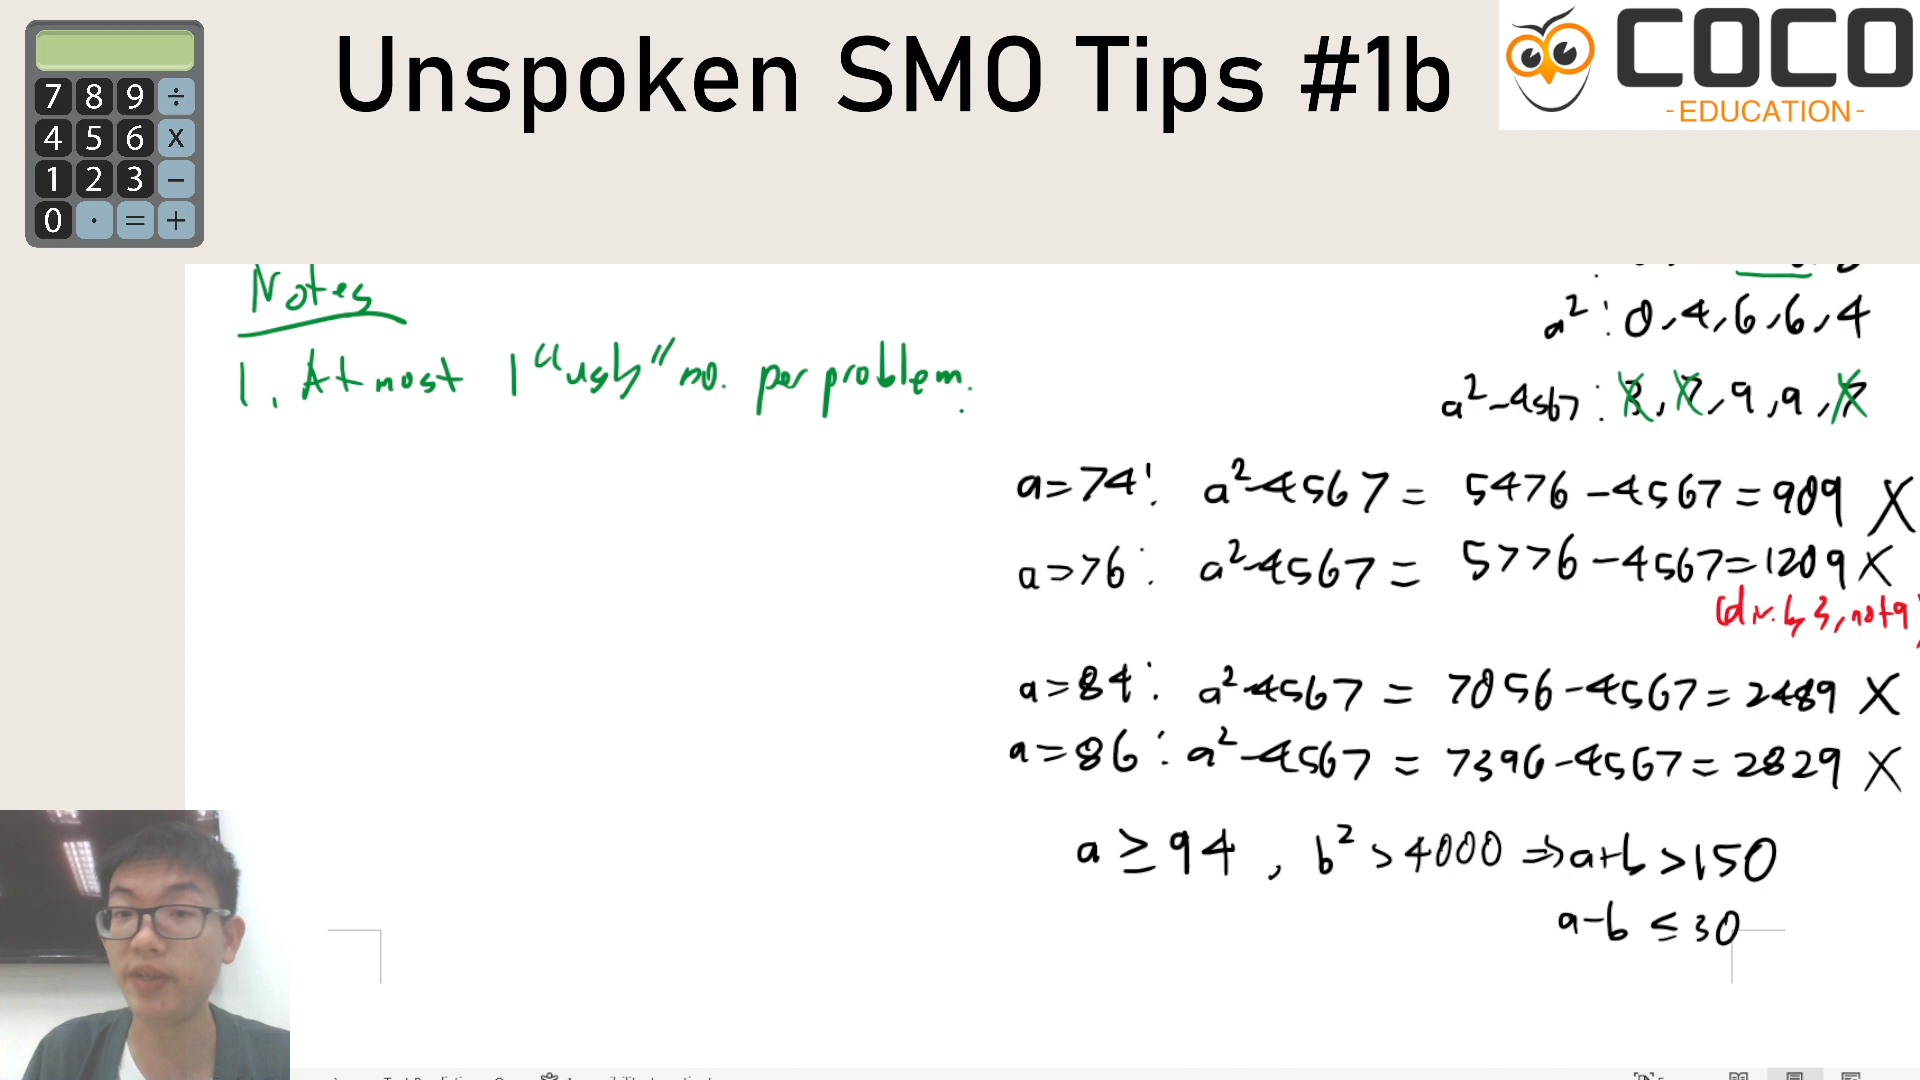 Unspoken SMO Tips #1b
COCO
-EDUCATION-
7 8 9 ÷
4 5 6 x
1 2 3 −
0 · = +
Notes
1. At most 1 "ugly" no. per problem.
a² : 0, 4, 6, 6, 4
a²-4567 : 3, 7, 9, 9, 7
a=74: a²-4567 = 5476-4567=909 X
a=76: a²-4567 = 5776-4567=1209 X
(div. by 3, not 9)
a=84: a²-4567 = 7056-4567=2489 X
a=86: a²-4567 = 7396-4567=2829 X
a ≥ 94, b² > 4000 ⇒ a+b > 150
a-b ≤ 30